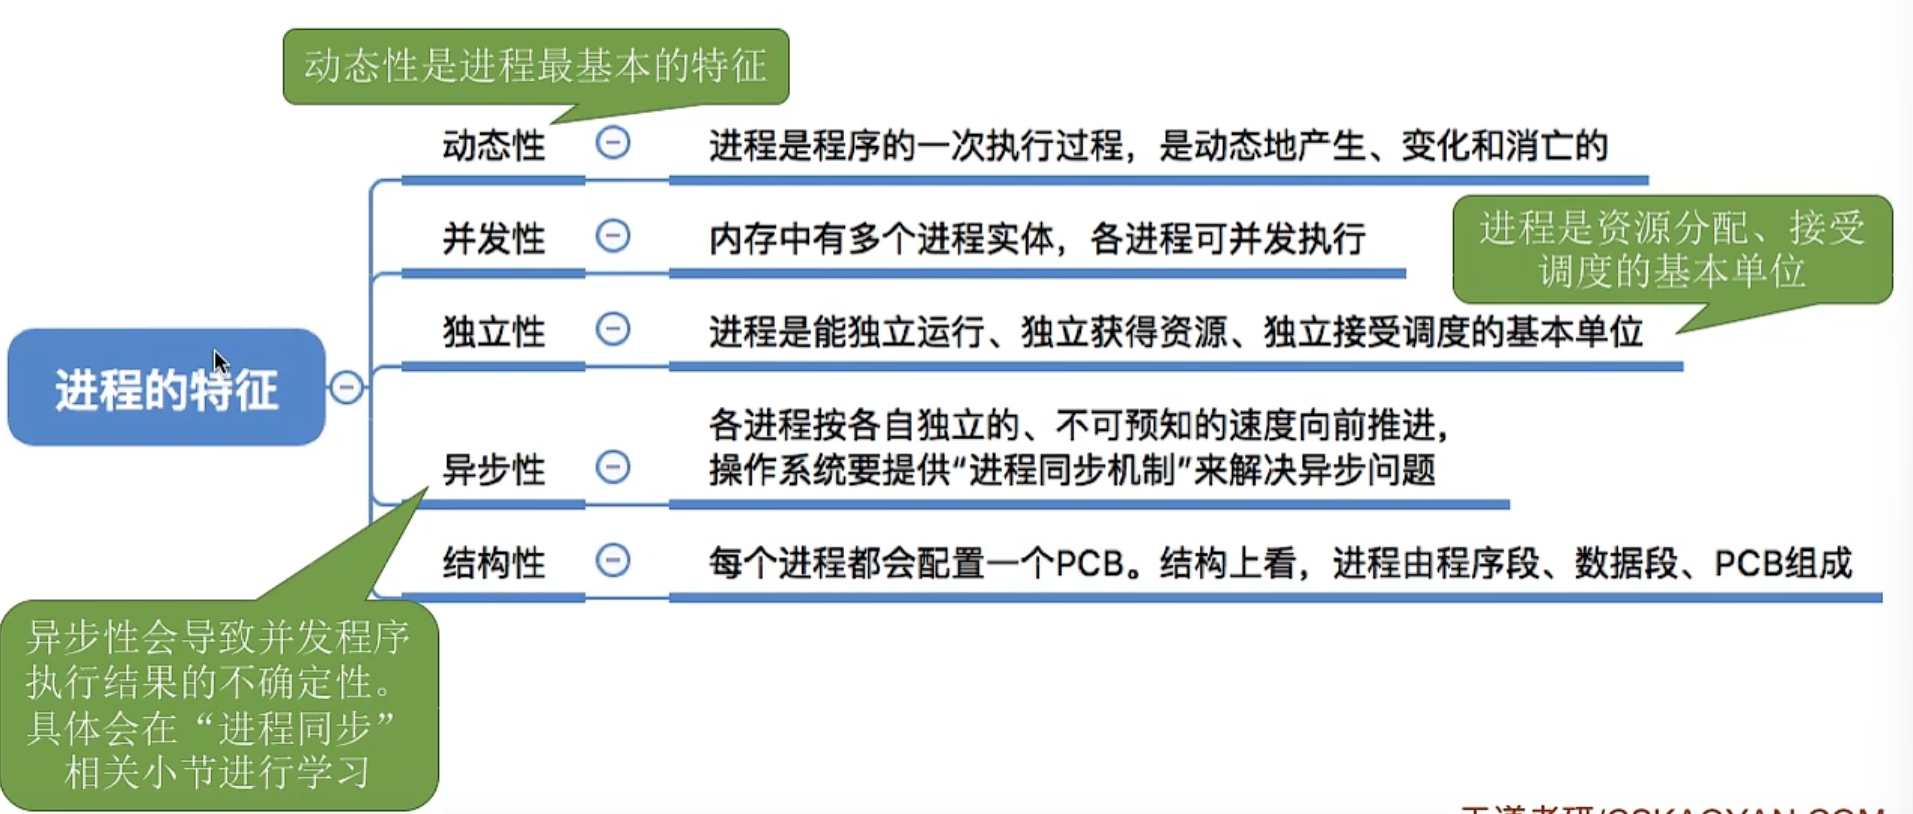 动态性是进程最基本的特征
动态性
进程是程序的一次执行过程，是动态地产生、变化和消亡的
并发性
内存中有多个进程实体，各进程可并发执行
进程是资源分配、接受
调度的基本单位
独立性
进程是能独立运行、独立获得资源、独立接受调度的基本单位
进程的特征
异步性
各进程按各自独立的、不可预知的速度向前推进，
操作系统要提供“进程同步机制”来解决异步问题
结构性
每个进程都会配置一个PCB。结构上看，进程由程序段、数据段、PCB组成
异步性会导致并发程序
执行结果的不确定性。
具体会在“进程同步”
相关小节进行学习
王道考研/CSKAOYAN.COM